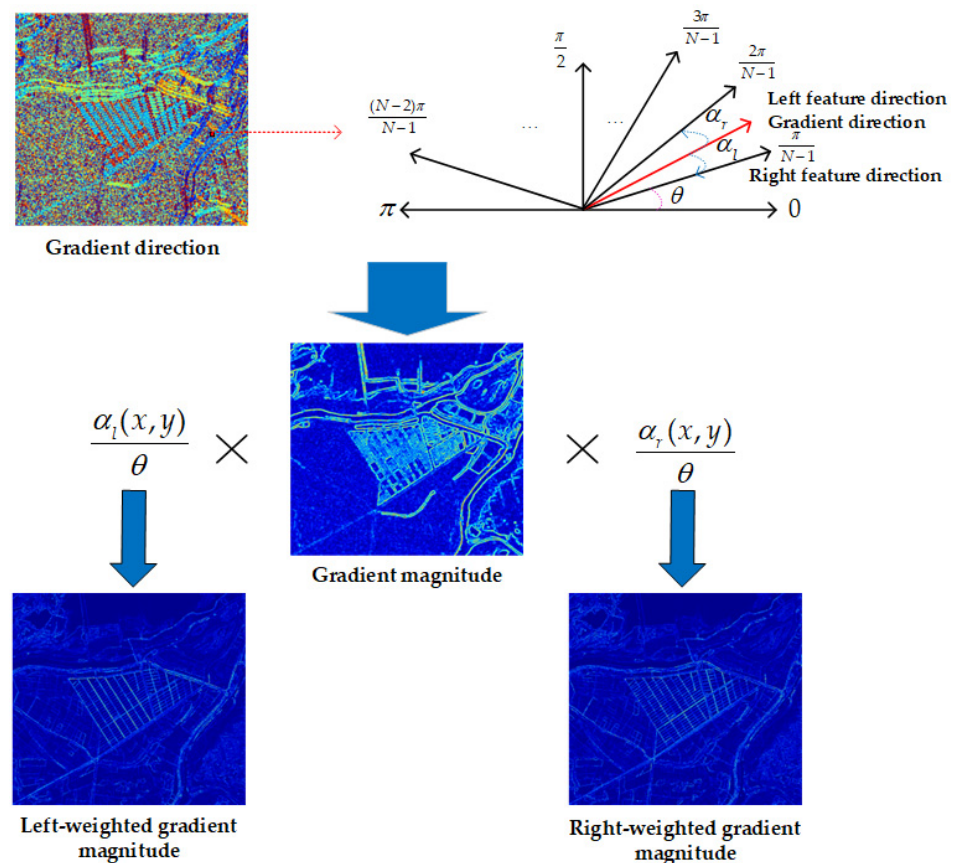 π/2
3π/(N−1)
2π/(N−1)
(N−2)π/(N−1)
...
...
Left feature direction
Gradient direction
α_r
α_l
π/(N−1)
Right feature direction
θ
π
0
Gradient direction
α_l(x, y)/θ
×
×
α_r(x, y)/θ
Gradient magnitude
Left-weighted gradient
magnitude
Right-weighted gradient
magnitude